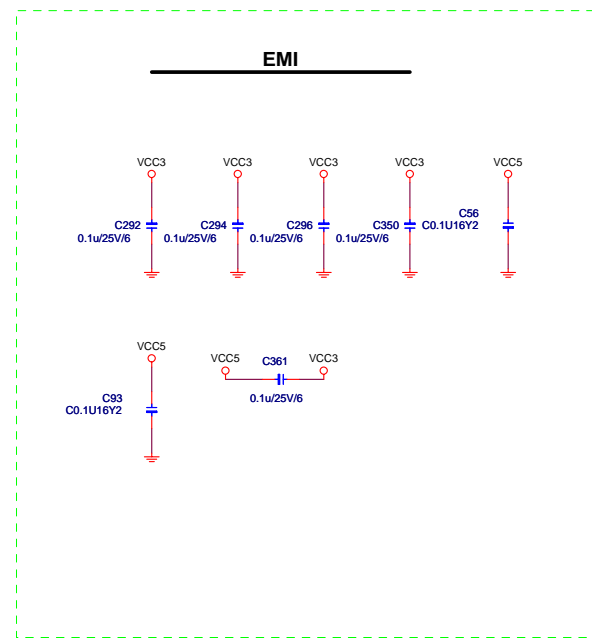 EMI
VCC3 VCC3 VCC3 VCC3 VCC5
C292 C294 C296 C350 C56
0.1u/25V/6 0.1u/25V/6 0.1u/25V/6 0.1u/25V/6 C0.1U16Y2
VCC5 VCC5 C361 VCC3
C93 0.1u/25V/6
C0.1U16Y2